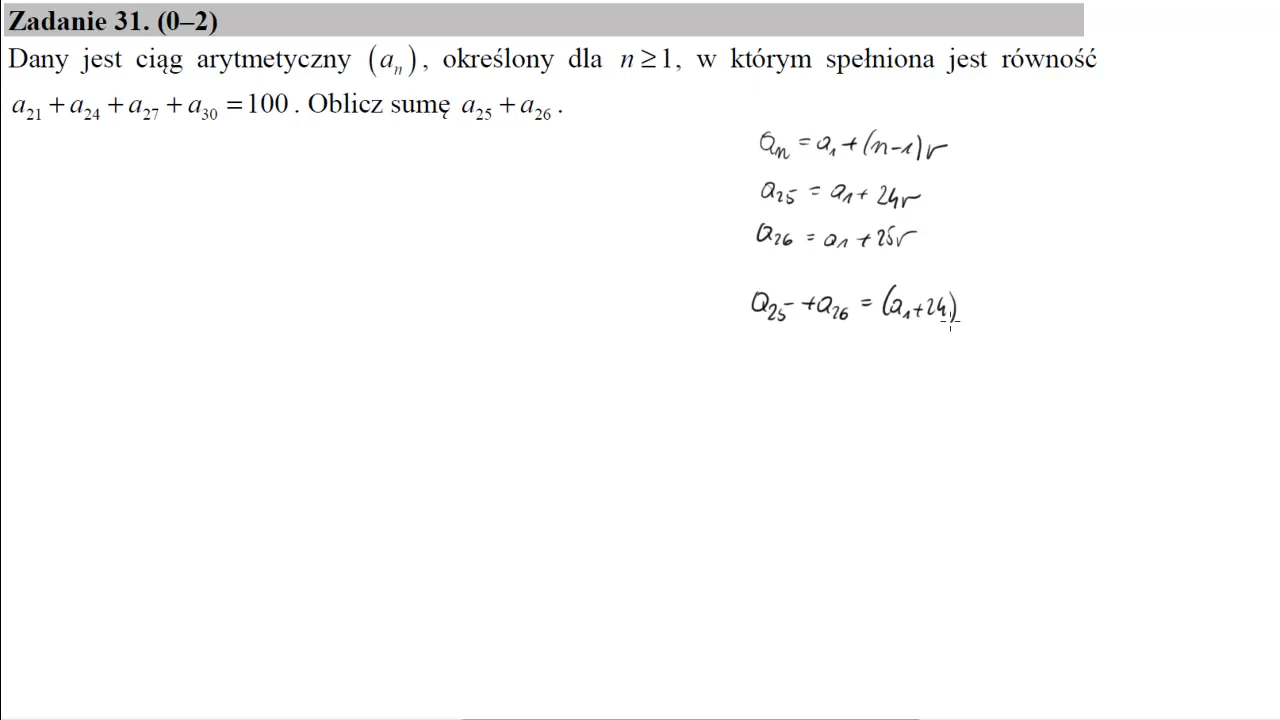 Zadanie 31. (0–2)
Dany jest ciąg arytmetyczny (aₙ), określony dla n ≥ 1, w którym spełniona jest równość
a₂₁ + a₂₄ + a₂₇ + a₃₀ = 100. Oblicz sumę a₂₅ + a₂₆.
aₙ = a₁ + (n-1)r
a₂₅ = a₁ + 24r
a₂₆ = a₁ + 25r
a₂₅ + a₂₆ = (a₁+24)